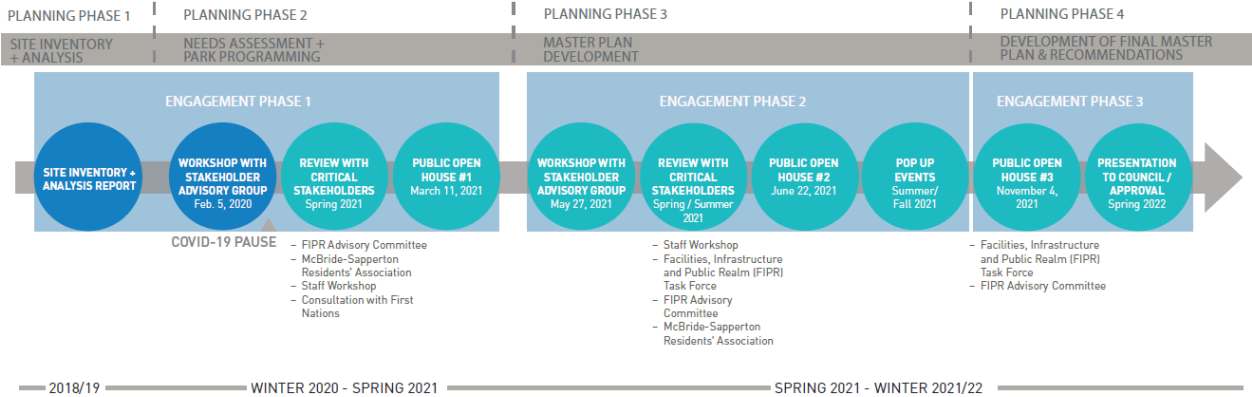 PLANNING PHASE 1
PLANNING PHASE 2
PLANNING PHASE 3
PLANNING PHASE 4
SITE INVENTORY
+ ANALYSIS
NEEDS ASSESSMENT +
PARK PROGRAMMING
MASTER PLAN
DEVELOPMENT
DEVELOPMENT OF FINAL MASTER
PLAN & RECOMMENDATIONS
ENGAGEMENT PHASE 1
ENGAGEMENT PHASE 2
ENGAGEMENT PHASE 3
SITE INVENTORY +
ANALYSIS REPORT
WORKSHOP WITH
STAKEHOLDER
ADVISORY GROUP
Feb. 5, 2020
REVIEW WITH
CRITICAL
STAKEHOLDERS
Spring 2021
PUBLIC OPEN
HOUSE #1
March 11, 2021
WORKSHOP WITH
STAKEHOLDER
ADVISORY GROUP
May 27, 2021
REVIEW WITH
CRITICAL
STAKEHOLDERS
Spring / Summer
2021
PUBLIC OPEN
HOUSE #2
June 22, 2021
POP UP
EVENTS
Summer/
Fall 2021
PUBLIC OPEN
HOUSE #3
November 4,
2021
PRESENTATION
TO COUNCIL /
APPROVAL
Spring 2022
COVID-19 PAUSE
– FIPR Advisory Committee
– McBride-Sapperton
Residents' Association
– Staff Workshop
– Consultation with First
Nations
– Staff Workshop
– Facilities, Infrastructure
and Public Realm (FIPR)
Task Force
– FIPR Advisory
Committee
– McBride-Sapperton
Residents' Association
– Facilities, Infrastructure
and Public Realm (FIPR)
Task Force
– FIPR Advisory Committee
2018/19
WINTER 2020 - SPRING 2021
SPRING 2021 - WINTER 2021/22